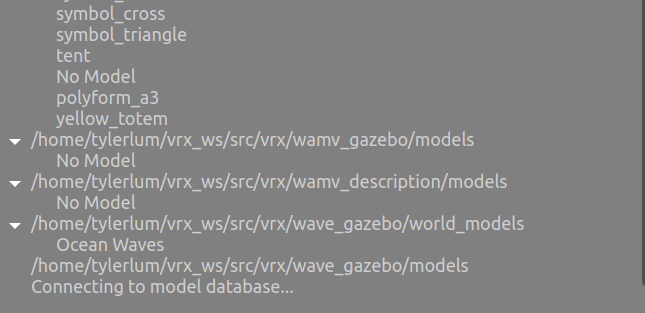 symbol_cross
symbol_triangle
tent
No Model
polyform_a3
yellow_totem
/home/tylerlum/vrx_ws/src/vrx/wamv_gazebo/models
No Model
/home/tylerlum/vrx_ws/src/vrx/wamv_description/models
No Model
/home/tylerlum/vrx_ws/src/vrx/wave_gazebo/world_models
Ocean Waves
/home/tylerlum/vrx_ws/src/vrx/wave_gazebo/models
Connecting to model database...